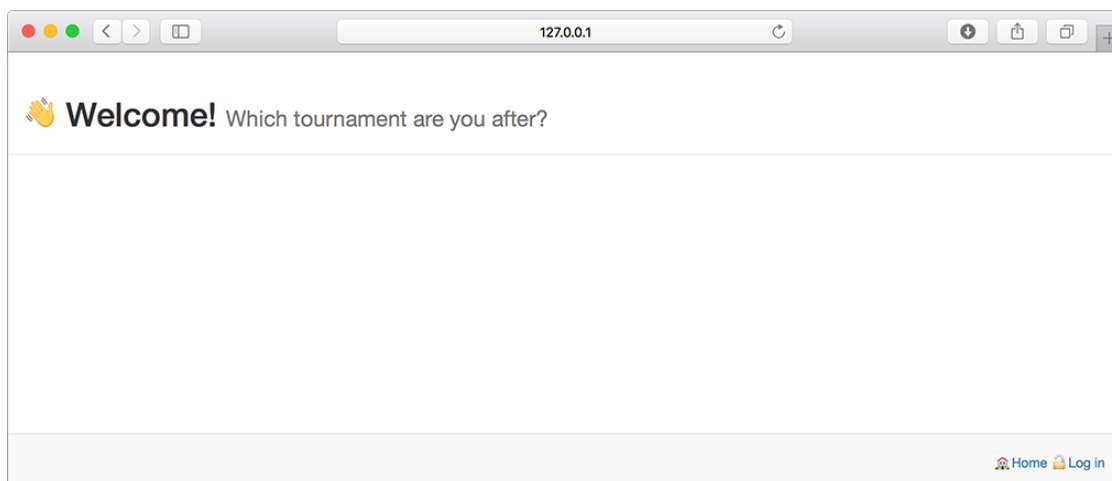 127.0.0.1
👋 Welcome! Which tournament are you after?
🏠Home 🔓Log in